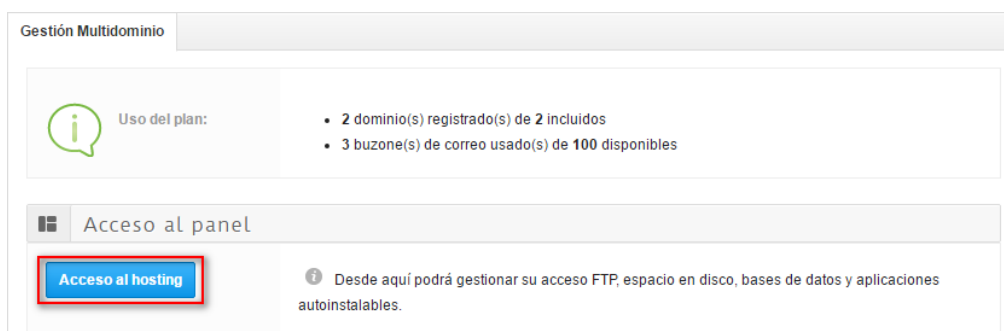 Gestión Multidominio
Uso del plan:
2 dominio(s) registrado(s) de 2 incluidos
3 buzone(s) de correo usado(s) de 100 disponibles
Acceso al panel
Acceso al hosting
Desde aquí podrá gestionar su acceso FTP, espacio en disco, bases de datos y aplicaciones
autoinstalables.